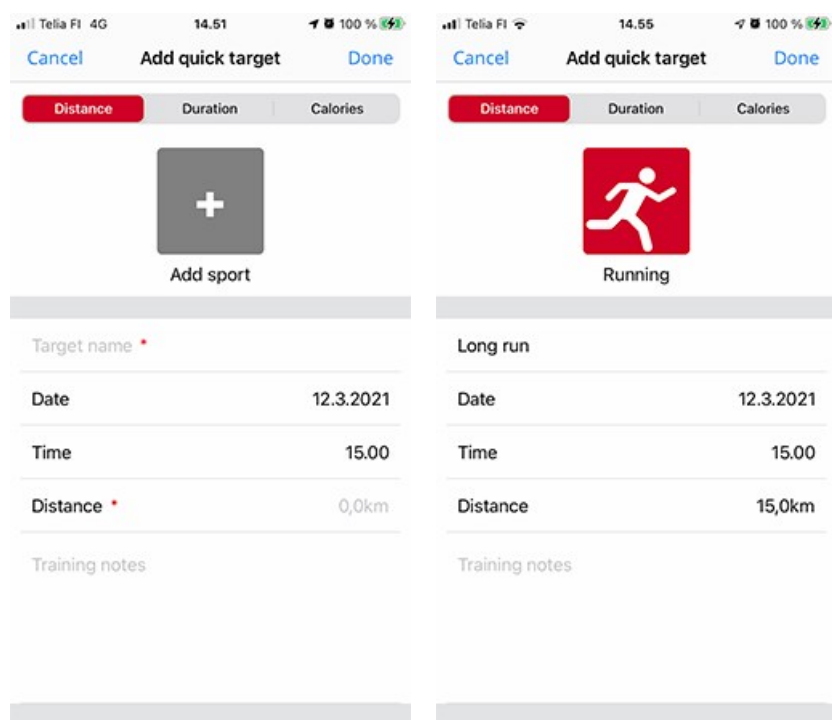 Telia FI 4G 14.51 100 %
Cancel Add quick target Done
Distance Duration Calories
+
Add sport
Target name *
Date 12.3.2021
Time 15.00
Distance * 0,0km
Training notes
Telia FI 14.55 100 %
Cancel Add quick target Done
Distance Duration Calories
Running
Long run
Date 12.3.2021
Time 15.00
Distance 15,0km
Training notes